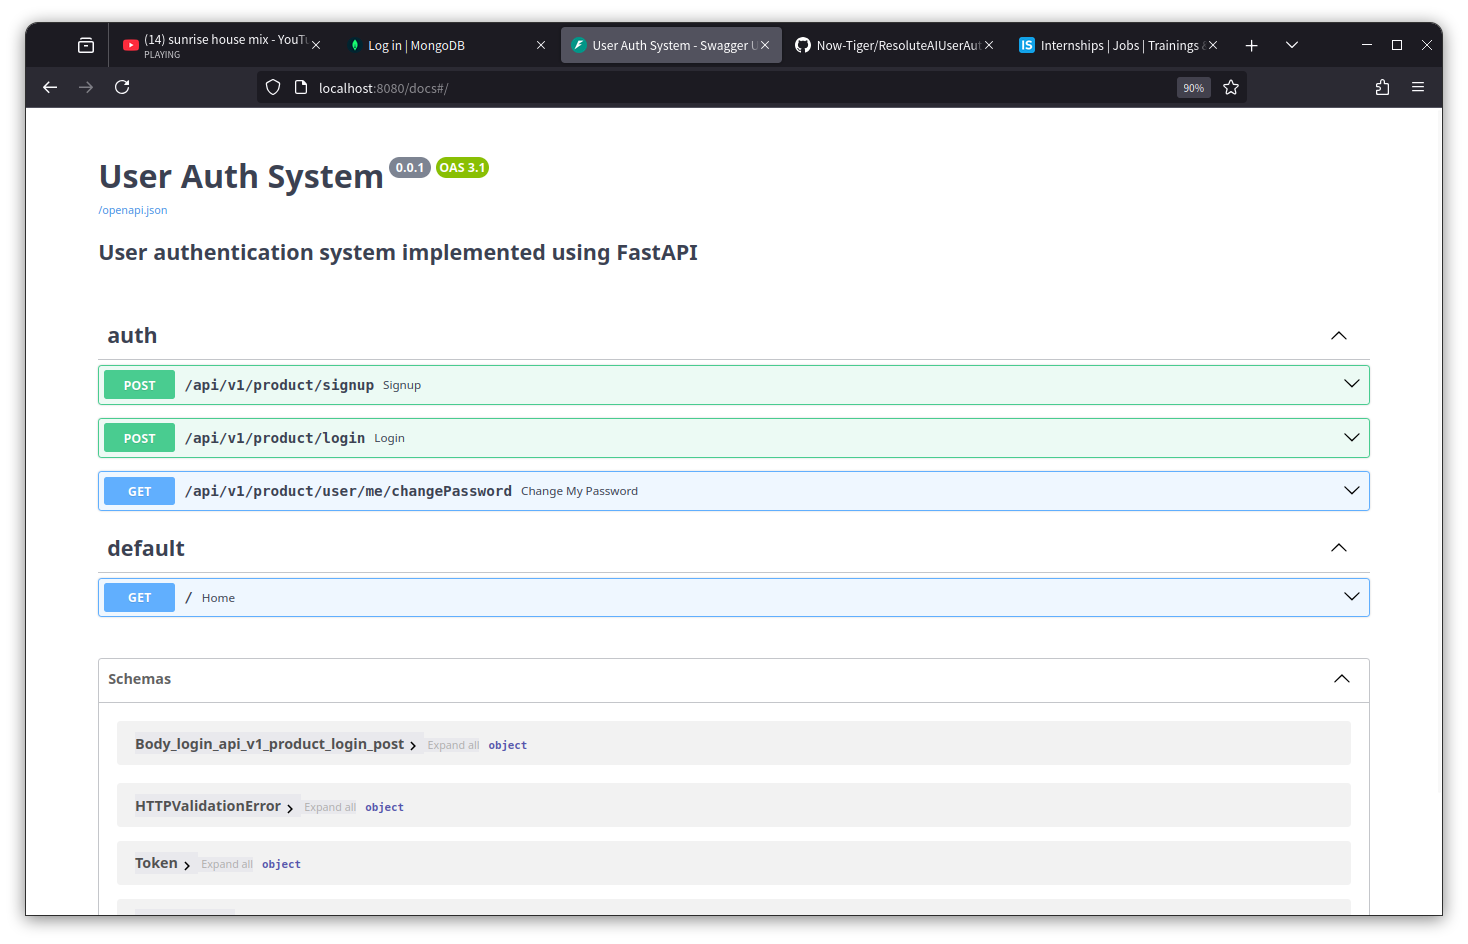 (14) sunrise house mix - YouTu
PLAYING
Log in | MongoDB
User Auth System - Swagger U
Now-Tiger/ResoluteAIUserAut
IS
Internships | Jobs | Trainings &
localhost:8080/docs#/
90%
User Auth System 0.0.1 OAS 3.1
/openapi.json
User authentication system implemented using FastAPI
auth
POST /api/v1/product/signup Signup
POST /api/v1/product/login Login
GET /api/v1/product/user/me/changePassword Change My Password
default
GET / Home
Schemas
Body_login_api_v1_product_login_post Expand all object
HTTPValidationError Expand all object
Token Expand all object